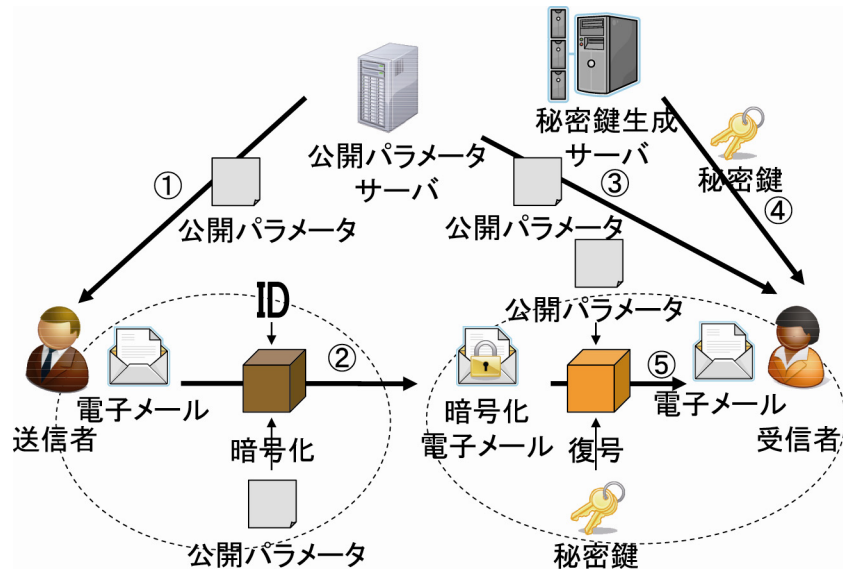 公開パラメータ
サーバ
秘密鍵生成
サーバ
秘密鍵
①
公開パラメータ
③
公開パラメータ
④
ID
公開パラメータ
②
⑤
電子メール
送信者
暗号化
公開パラメータ
暗号化
電子メール
復号
秘密鍵
電子メール
受信者